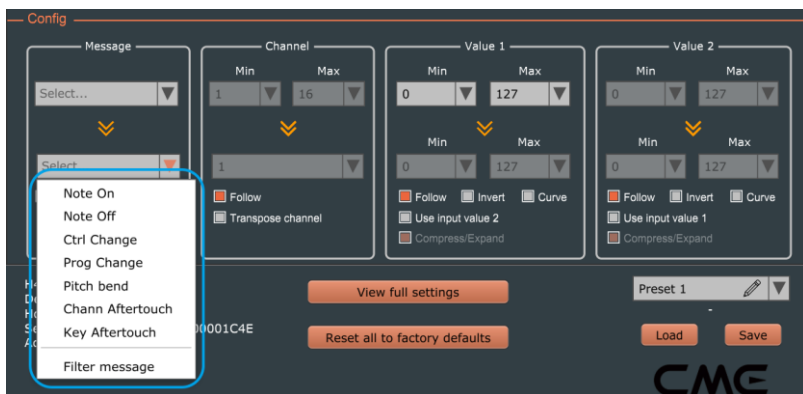 Config
Message
Channel
Value 1
Value 2
Min Max
Min Max
Min Max
Select...
1 16
0 127
0 127
Min Max
Min Max
Select
1
0 127
0 127
Follow
Transpose channel
Follow Invert Curve
Use input value 2
Compress/Expand
Follow Invert Curve
Use input value 1
Compress/Expand
Note On
Note Off
Ctrl Change
Prog Change
Pitch bend
Chann Aftertouch
Key Aftertouch
Filter message
00001C4E
View full settings
Reset all to factory defaults
Preset 1
-
Load Save
CME